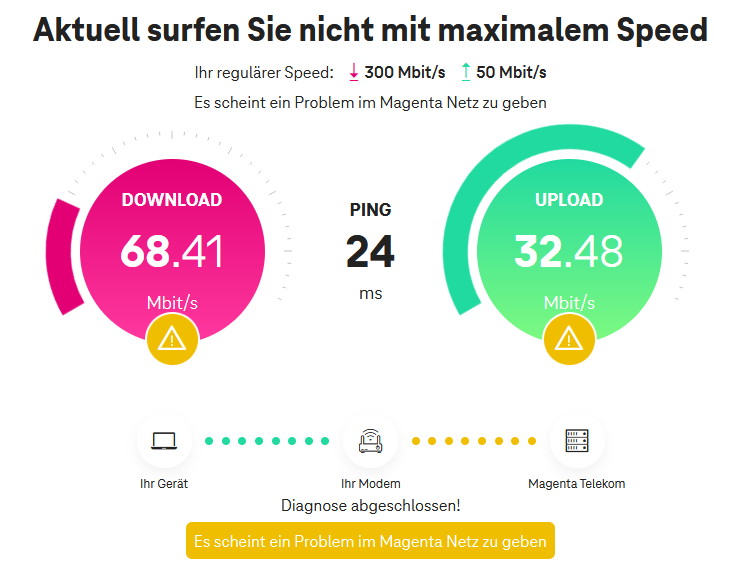 Aktuell surfen Sie nicht mit maximalem Speed
Ihr regulärer Speed: 300 Mbit/s 50 Mbit/s
Es scheint ein Problem im Magenta Netz zu geben
DOWNLOAD
68.41
Mbit/s
PING
24
ms
UPLOAD
32.48
Mbit/s
Ihr Gerät
Ihr Modem
Magenta Telekom
Diagnose abgeschlossen!
Es scheint ein Problem im Magenta Netz zu geben